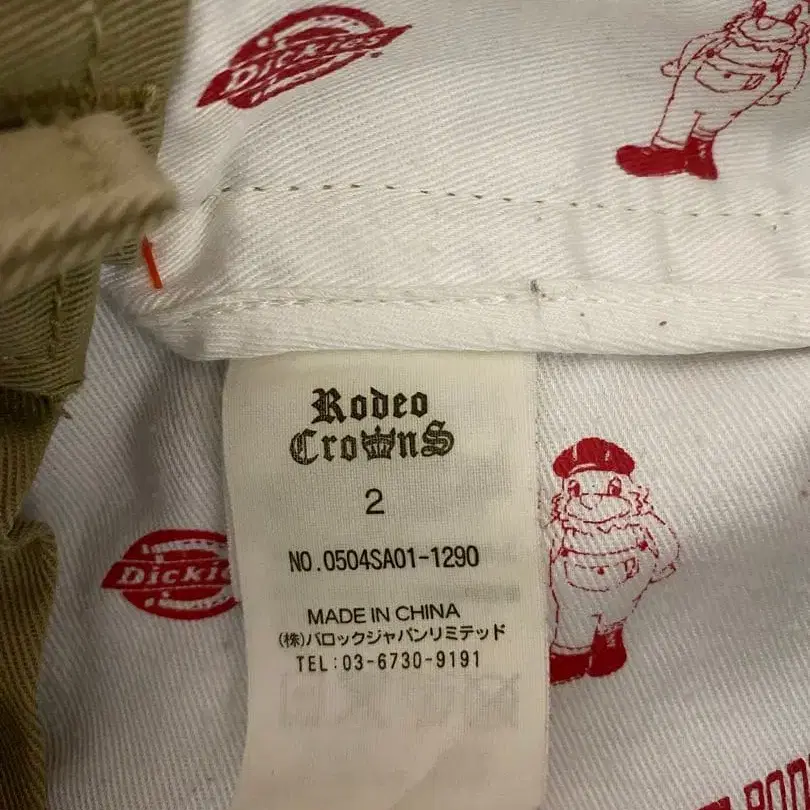 Dickies
Rodeo
Crowns
2
NO.0504SA01-1290
Dickies
MADE IN CHINA
(株)バロックジャパンリミテッド
TEL:03-6730-9191